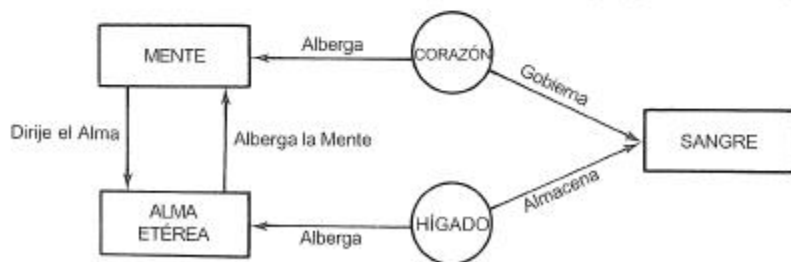 Alberga
MENTE
CORAZÓN
Gobierna
Dirije el Alma
Alberga la Mente
SANGRE
ALMA
ETÉREA
HÍGADO
Almacena
Alberga